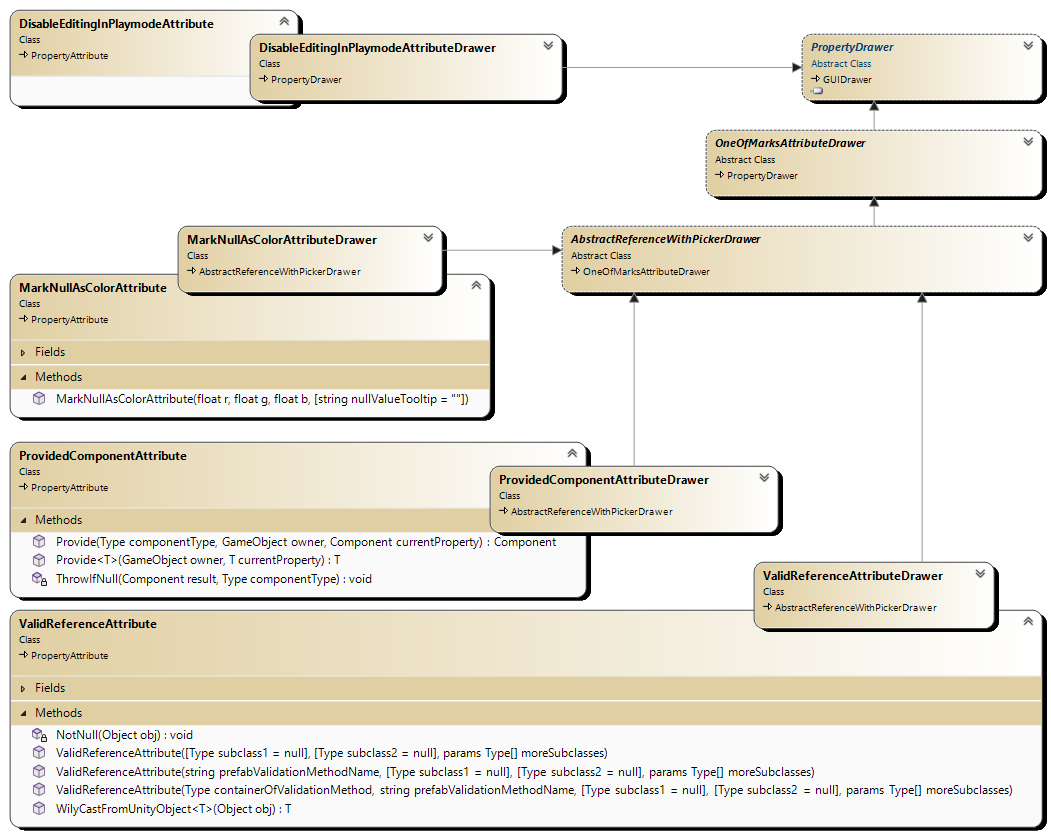 DisableEditingInPlaymodeAttribute
Class
PropertyAttribute
DisableEditingInPlaymodeAttributeDrawer
Class
PropertyDrawer
PropertyDrawer
Abstract Class
GUIDrawer
OneOfMarksAttributeDrawer
Abstract Class
PropertyDrawer
MarkNullAsColorAttributeDrawer
Class
AbstractReferenceWithPickerDrawer
AbstractReferenceWithPickerDrawer
Abstract Class
OneOfMarksAttributeDrawer
MarkNullAsColorAttribute
Class
PropertyAttribute
Fields
Methods
MarkNullAsColorAttribute(float r, float g, float b, [string nullValueTooltip = ""])
ProvidedComponentAttribute
Class
PropertyAttribute
Methods
Provide(Type componentType, GameObject owner, Component currentProperty) : Component
Provide<T>(GameObject owner, T currentProperty) : T
ThrowIfNull(Component result, Type componentType) : void
ProvidedComponentAttributeDrawer
Class
AbstractReferenceWithPickerDrawer
ValidReferenceAttributeDrawer
Class
AbstractReferenceWithPickerDrawer
ValidReferenceAttribute
Class
PropertyAttribute
Fields
Methods
NotNull(Object obj) : void
ValidReferenceAttribute([Type subclass1 = null], [Type subclass2 = null], params Type[] moreSubclasses)
ValidReferenceAttribute(string prefabValidationMethodName, [Type subclass1 = null], [Type subclass2 = null], params Type[] moreSubclasses)
ValidReferenceAttribute(Type containerOfValidationMethod, string prefabValidationMethodName, [Type subclass1 = null], [Type subclass2 = null], params Type[] moreSubclasses)
WilyCastFromUnityObject<T>(Object obj) : T